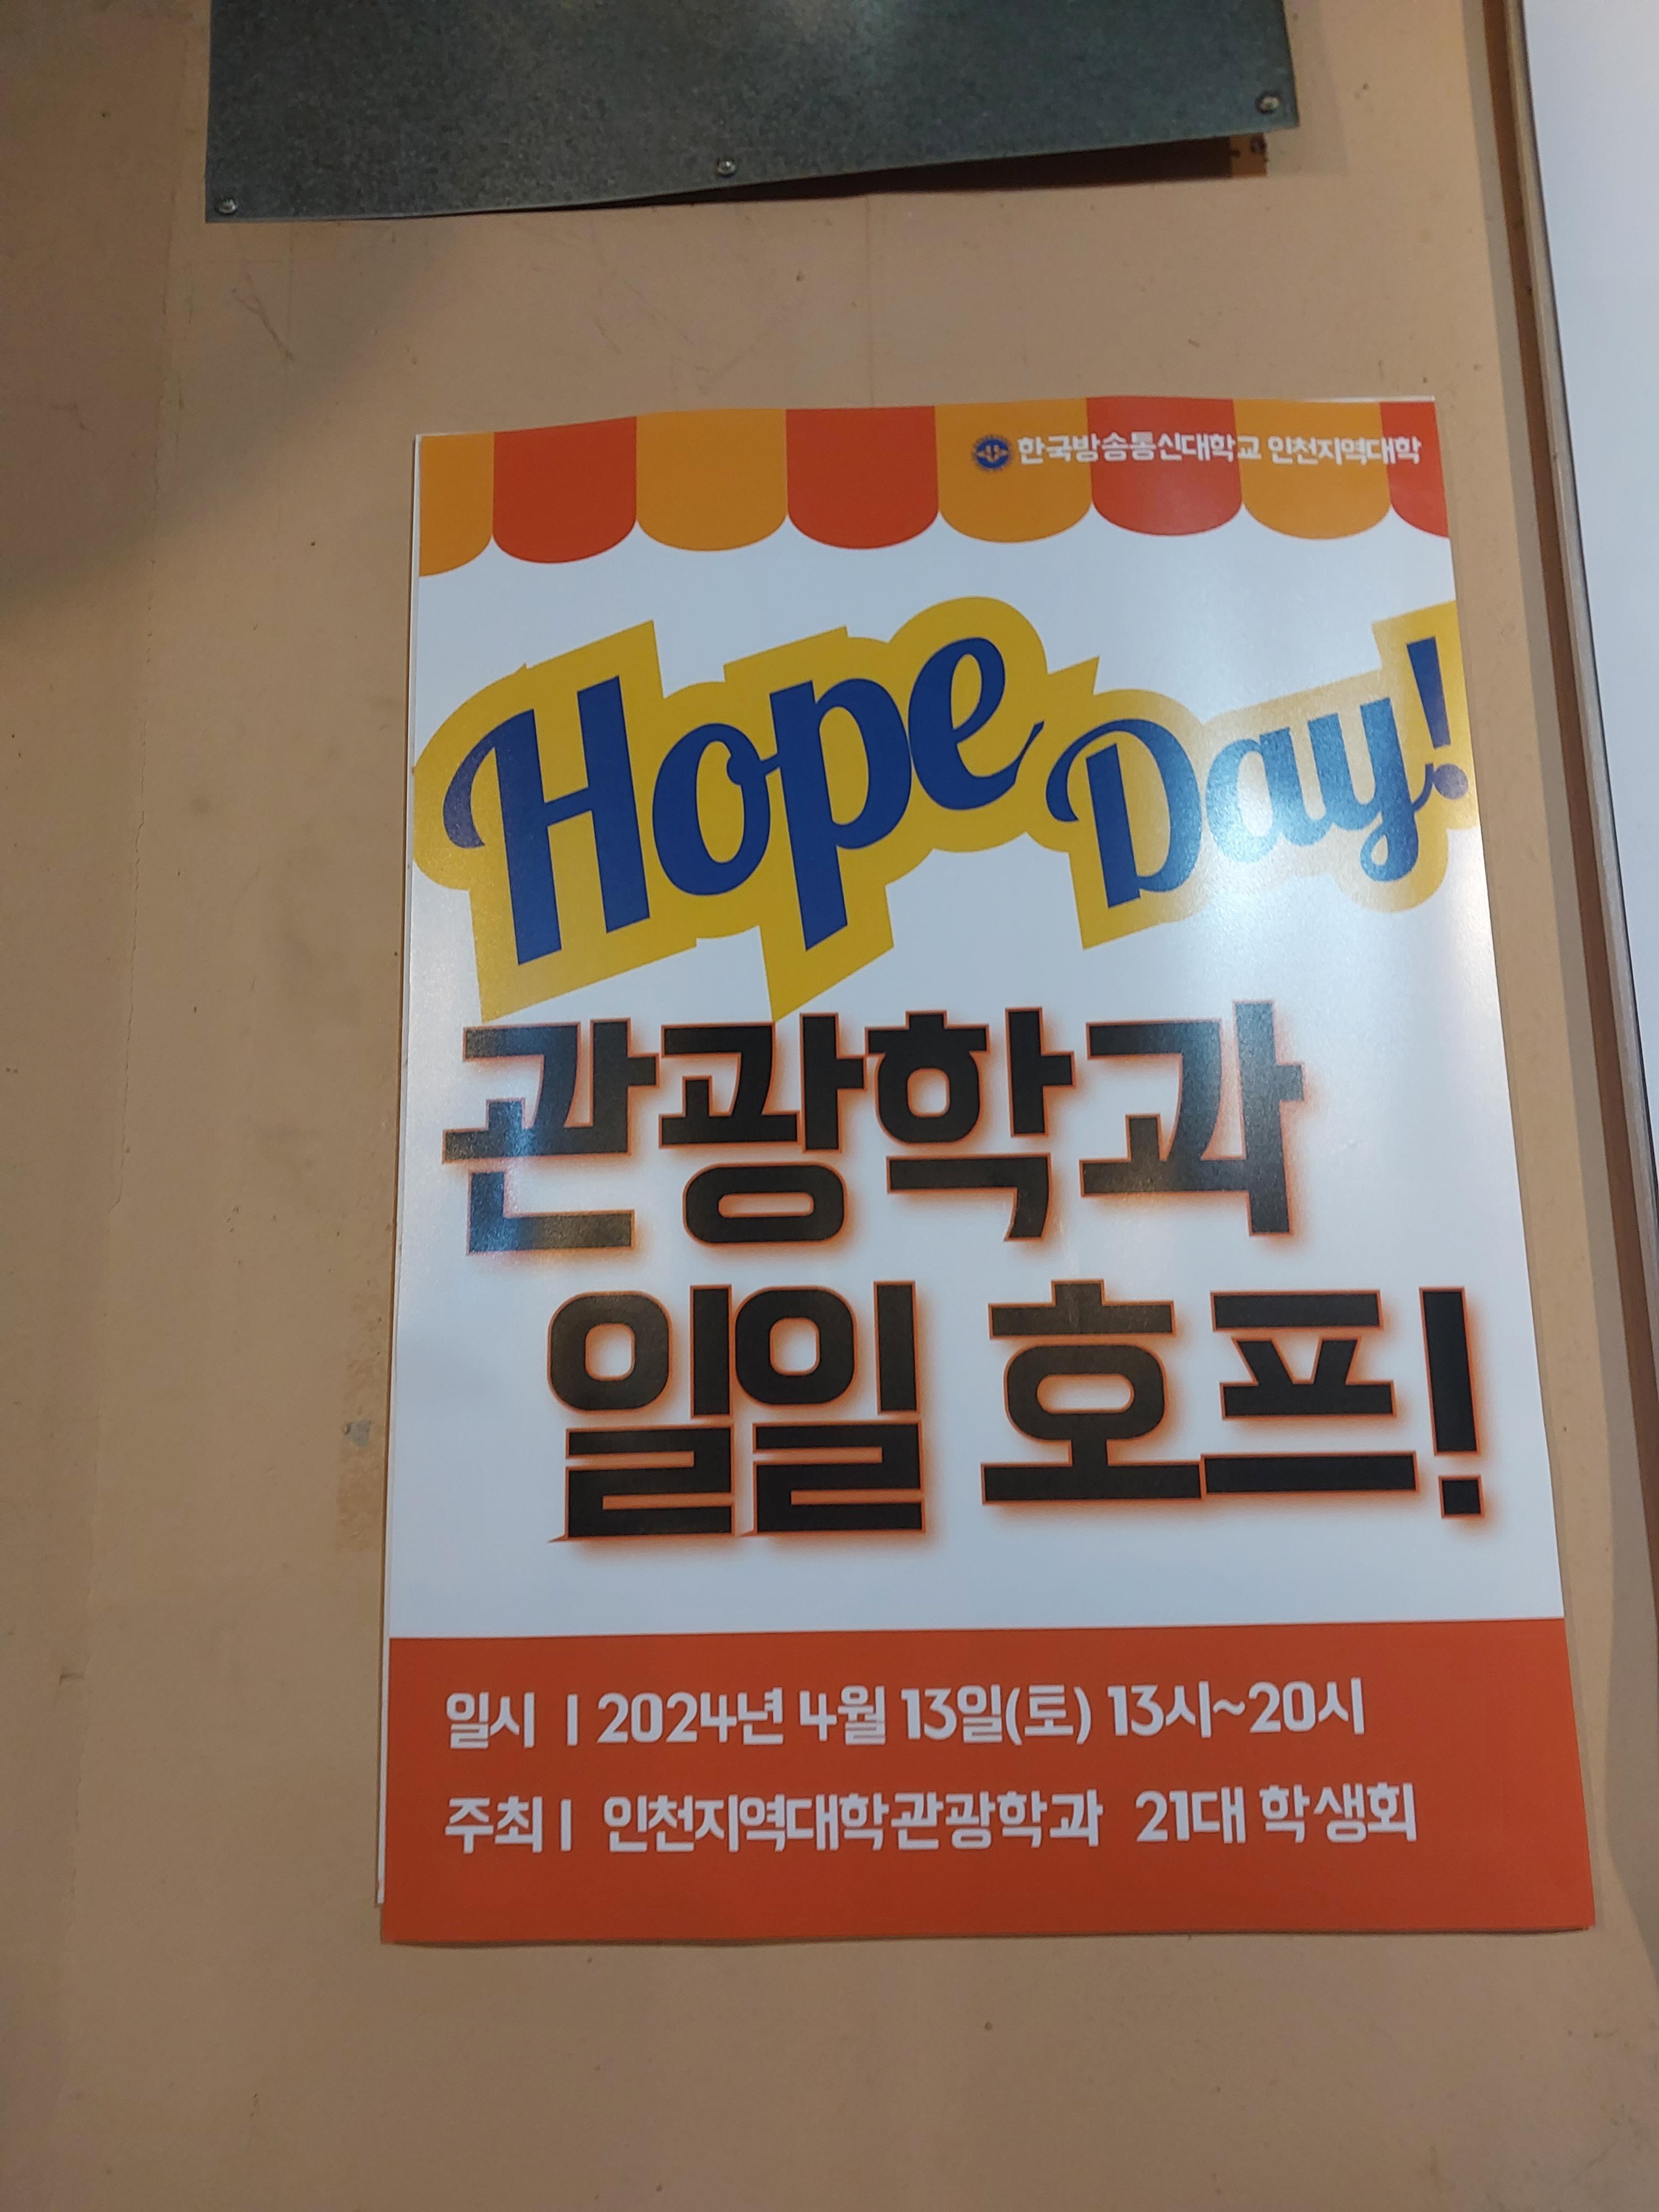 한국방송통신대학교 인천지역대학
Hope Day!
관광학과
일일 호프!
일시 | 2024년 4월 13일(토) 13시~20시
주최 | 인천지역대학관광학과 21대 학생회